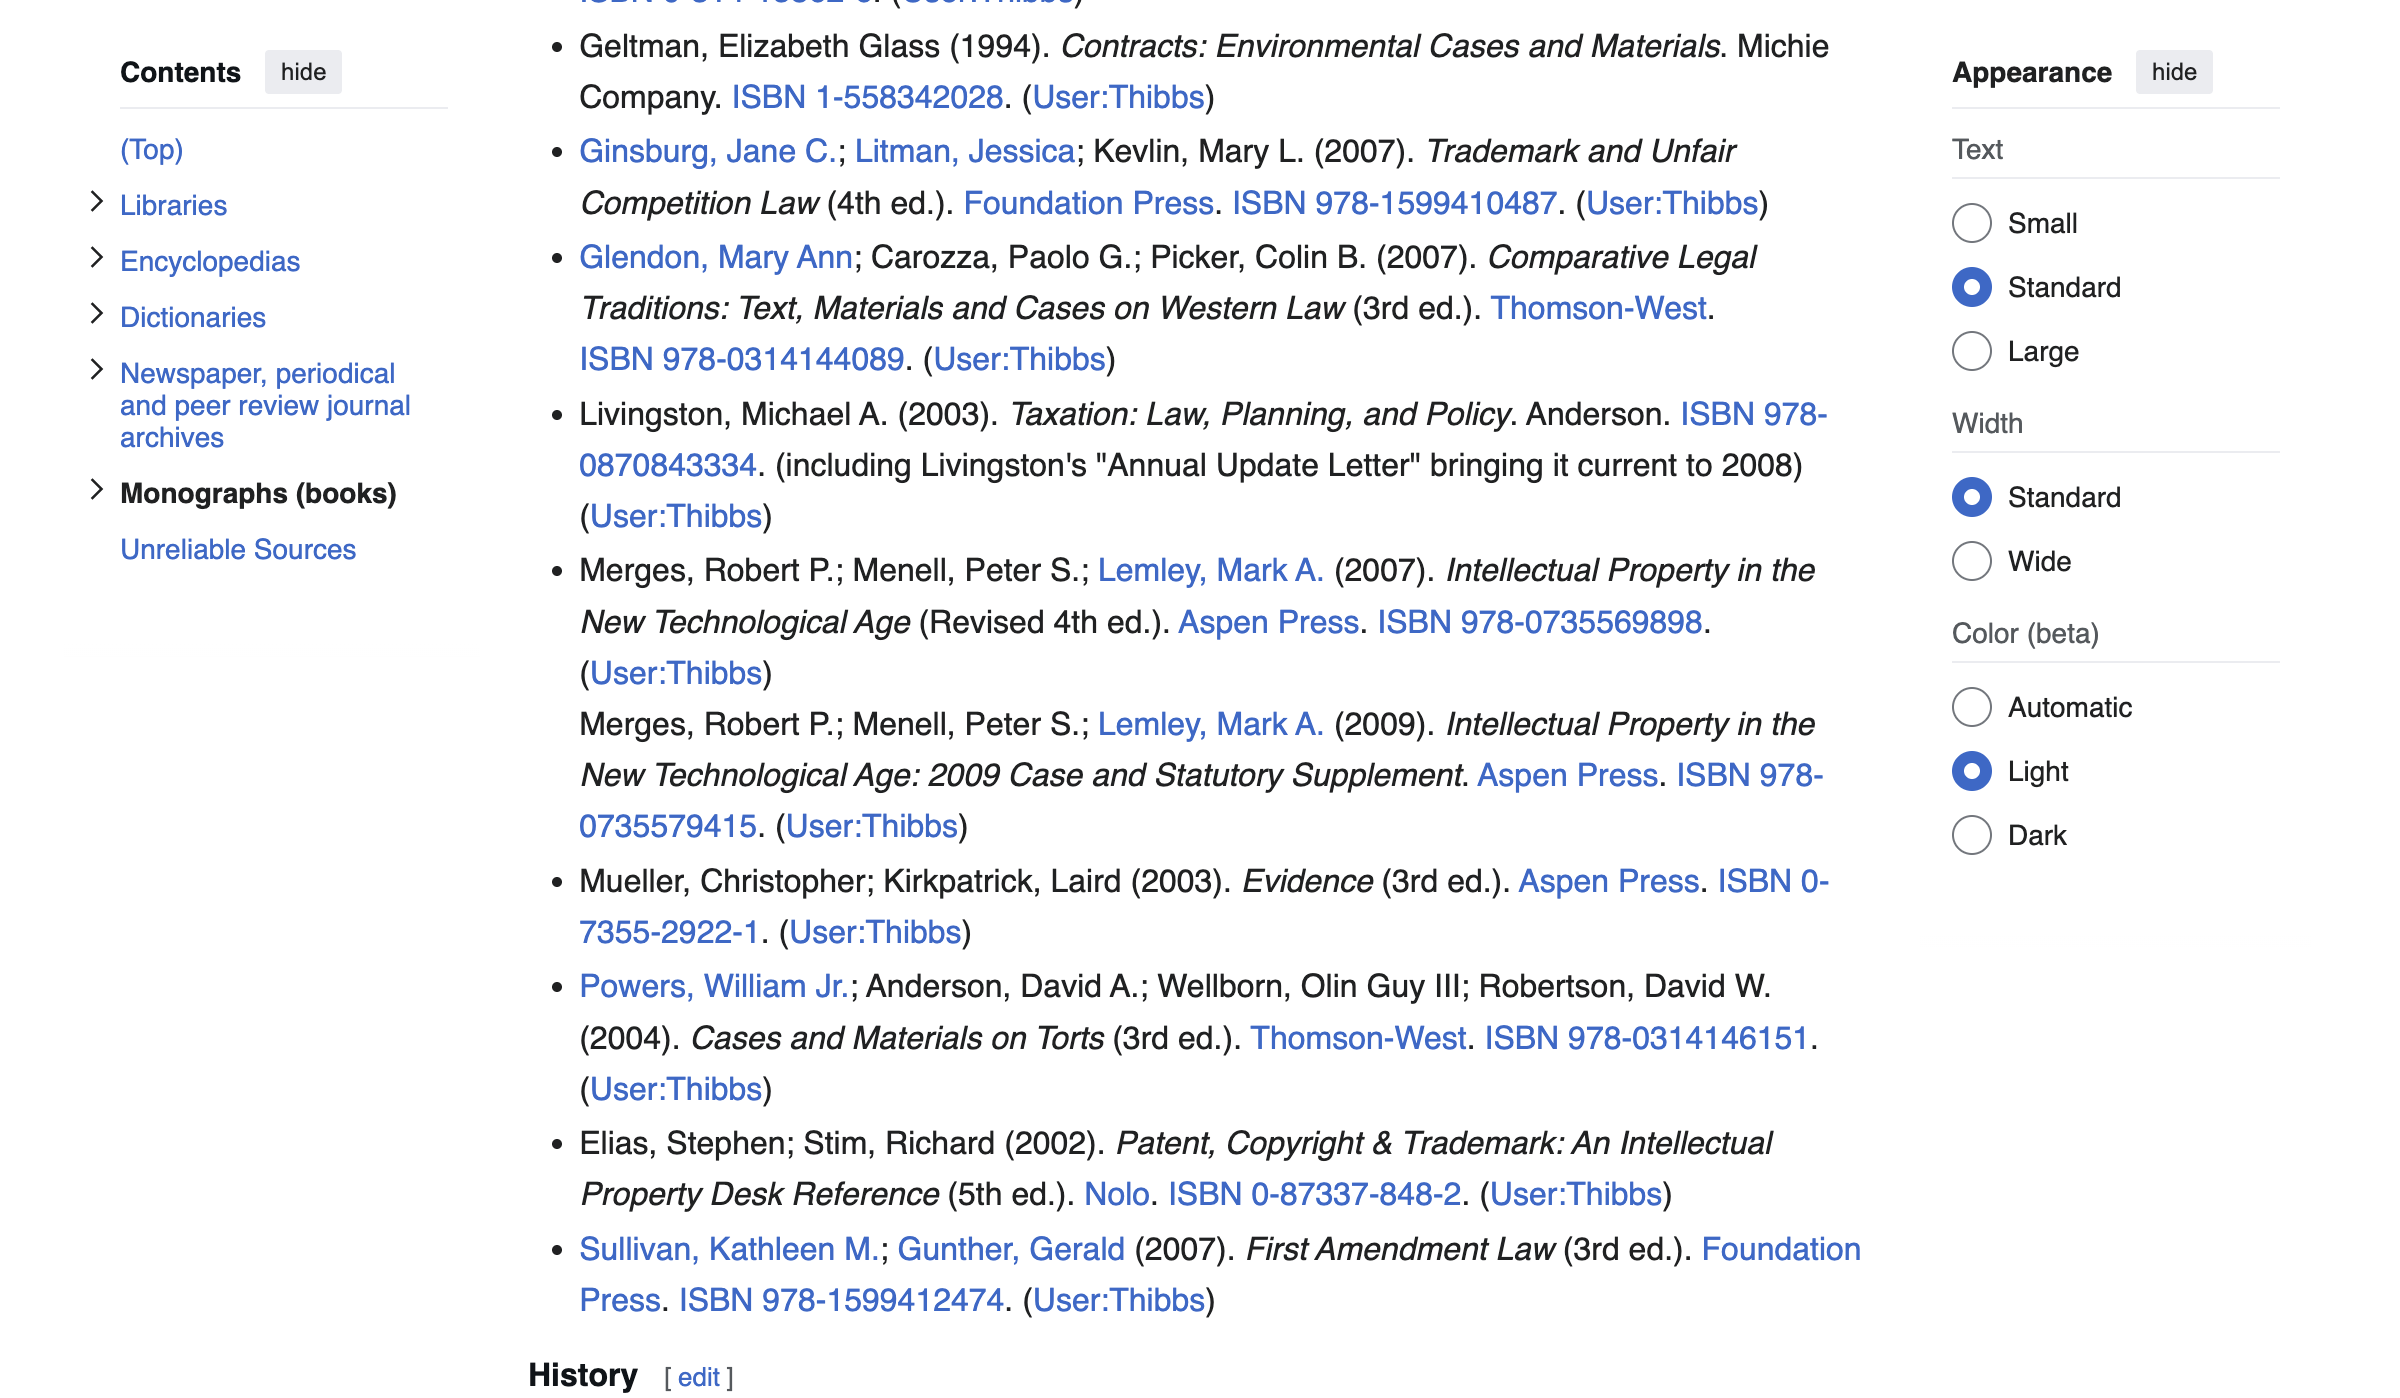 Contents hide
(Top)
Libraries
Encyclopedias
Dictionaries
Newspaper, periodical
and peer review journal
archives
Monographs (books)
Unreliable Sources
• Geltman, Elizabeth Glass (1994). Contracts: Environmental Cases and Materials. Michie
Company. ISBN 1-558342028. (User:Thibbs)
• Ginsburg, Jane C.; Litman, Jessica; Kevlin, Mary L. (2007). Trademark and Unfair
Competition Law (4th ed.). Foundation Press. ISBN 978-1599410487. (User:Thibbs)
• Glendon, Mary Ann; Carozza, Paolo G.; Picker, Colin B. (2007). Comparative Legal
Traditions: Text, Materials and Cases on Western Law (3rd ed.). Thomson-West.
ISBN 978-0314144089. (User:Thibbs)
• Livingston, Michael A. (2003). Taxation: Law, Planning, and Policy. Anderson. ISBN 978-
0870843334. (including Livingston's "Annual Update Letter" bringing it current to 2008)
(User:Thibbs)
• Merges, Robert P.; Menell, Peter S.; Lemley, Mark A. (2007). Intellectual Property in the
New Technological Age (Revised 4th ed.). Aspen Press. ISBN 978-0735569898.
(User:Thibbs)
Merges, Robert P.; Menell, Peter S.; Lemley, Mark A. (2009). Intellectual Property in the
New Technological Age: 2009 Case and Statutory Supplement. Aspen Press. ISBN 978-
0735579415. (User:Thibbs)
• Mueller, Christopher; Kirkpatrick, Laird (2003). Evidence (3rd ed.). Aspen Press. ISBN 0-
7355-2922-1. (User:Thibbs)
• Powers, William Jr.; Anderson, David A.; Wellborn, Olin Guy III; Robertson, David W.
(2004). Cases and Materials on Torts (3rd ed.). Thomson-West. ISBN 978-0314146151.
(User:Thibbs)
• Elias, Stephen; Stim, Richard (2002). Patent, Copyright & Trademark: An Intellectual
Property Desk Reference (5th ed.). Nolo. ISBN 0-87337-848-2. (User:Thibbs)
• Sullivan, Kathleen M.; Gunther, Gerald (2007). First Amendment Law (3rd ed.). Foundation
Press. ISBN 978-1599412474. (User:Thibbs)
History [ edit ]
Appearance hide
Text
Small
Standard
Large
Width
Standard
Wide
Color (beta)
Automatic
Light
Dark